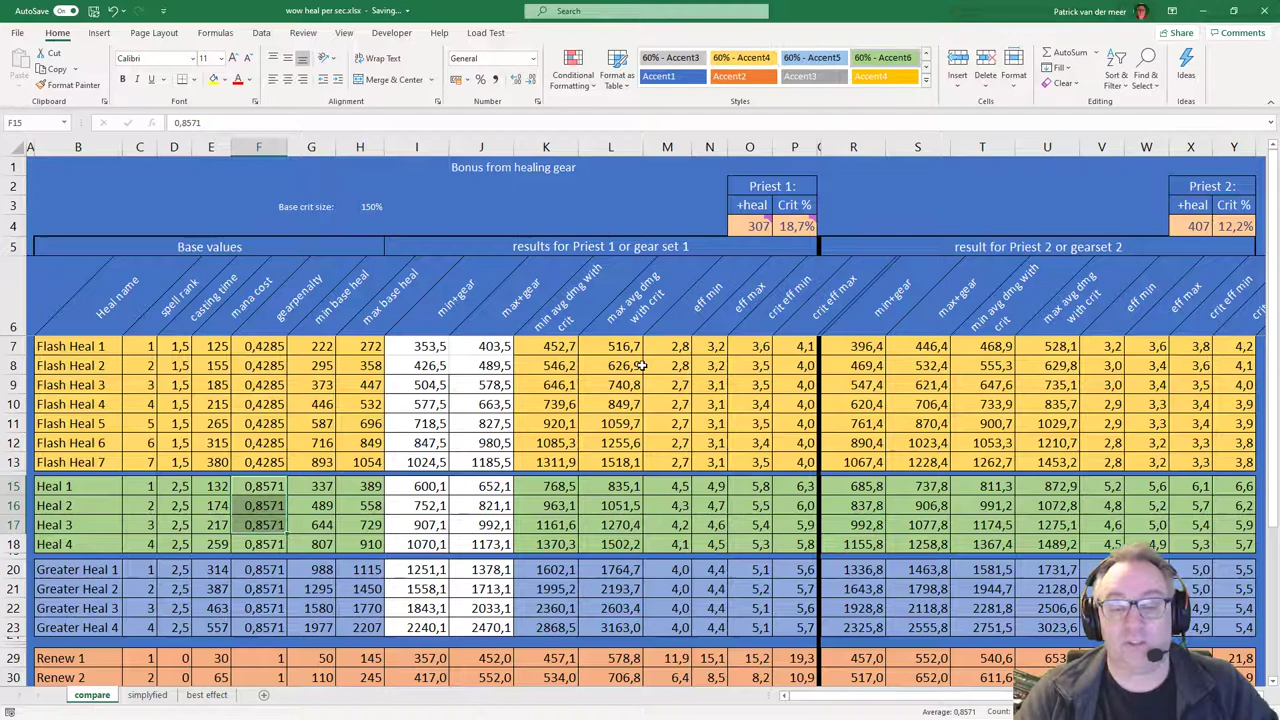 AutoSave On wow heal per sec.xlsx - Saving... Search Patrick van der meer
File Home Insert Page Layout Formulas Data Review View Developer Help Load Test Share Comments
Cut
Copy
Format Painter
Paste
Calibri 11
B I U
Wrap Text
Merge & Center
General
Conditional Formatting
Format as Table
60% - Accent3 60% - Accent4 60% - Accent5 60% - Accent6
Accent1 Accent2 Accent3 Accent4
Insert Delete Format
AutoSum
Fill
Clear
Sort & Filter
Find & Select
Ideas
Clipboard Font Alignment Number Styles Cells Editing Ideas
F15 0,8571
A B C D E F G H I J K L M N O P R S T U V W X Y
1 Bonus from healing gear
2 Priest 1: Priest 2:
3 Base crit size: 150% +heal Crit % +heal Crit %
4 307 18,7% 407 12,2%
5 Base values results for Priest 1 or gear set 1 result for Priest 2 or gearset 2
6 Heal name spell rank casting time mana cost gearpenalty min base heal max base heal min+gear max+gear min avg dmg with crit max avg dmg with crit eff min eff max crit eff min crit eff max min+gear max+gear min avg dmg with crit max avg dmg with crit eff min eff max crit eff min
7 Flash Heal 1 1 1,5 125 0,4285 222 272 353,5 403,5 452,7 516,7 2,8 3,2 3,6 4,1 396,4 446,4 468,9 528,1 3,2 3,6 3,8 4,2
8 Flash Heal 2 2 1,5 155 0,4285 295 358 426,5 489,5 546,2 626,9 2,8 3,2 3,5 4,0 469,4 532,4 555,3 629,8 3,0 3,4 3,6 4,1
9 Flash Heal 3 3 1,5 185 0,4285 373 447 504,5 578,5 646,1 740,8 2,7 3,1 3,5 4,0 547,4 621,4 647,6 735,1 3,0 3,4 3,5 4,0
10 Flash Heal 4 4 1,5 215 0,4285 446 532 577,5 663,5 739,6 849,7 2,7 3,1 3,4 4,0 620,4 706,4 733,9 835,7 2,9 3,3 3,4 3,9
11 Flash Heal 5 5 1,5 265 0,4285 587 696 718,5 827,5 920,1 1059,7 2,7 3,1 3,5 4,0 761,4 870,4 900,7 1029,7 2,9 3,3 3,4 3,9
12 Flash Heal 6 6 1,5 315 0,4285 716 849 847,5 980,5 1085,3 1255,6 2,7 3,1 3,4 4,0 890,4 1023,4 1053,3 1210,7 2,8 3,2 3,3 3,8
13 Flash Heal 7 7 1,5 380 0,4285 893 1054 1024,5 1185,5 1311,9 1518,1 2,7 3,1 3,5 4,0 1067,4 1228,4 1262,7 1453,2 2,8 3,2 3,3 3,8
15 Heal 1 1 2,5 132 0,8571 337 389 600,1 652,1 768,5 835,1 4,5 4,9 5,8 6,3 685,8 737,8 811,3 872,9 5,2 5,6 6,1 6,6
16 Heal 2 2 2,5 174 0,8571 489 558 752,1 821,1 963,1 1051,5 4,3 4,7 5,5 6,0 837,8 906,8 991,2 1072,8 4,8 5,2 5,7 6,2
17 Heal 3 3 2,5 217 0,8571 644 729 907,1 992,1 1161,6 1270,4 4,2 4,6 5,4 5,9 992,8 1077,8 1174,5 1275,1 4,6 5,0 5,4 5,9
18 Heal 4 4 2,5 259 0,8571 807 910 1070,1 1173,1 1370,3 1502,2 4,1 4,5 5,3 5,8 1155,8 1258,8 1367,4 1489,2 4,5 4,9 5,3 5,7
20 Greater Heal 1 1 2,5 314 0,8571 988 1115 1251,1 1378,1 1602,1 1764,7 4,0 4,4 5,1 5,6 1336,8 1463,8 1581,5 1731,7 5,0 5,5
21 Greater Heal 2 2 2,5 387 0,8571 1295 1450 1558,1 1713,1 1995,2 2193,7 4,0 4,4 5,2 5,7 1643,8 1798,8 1944,7 2128,0 5,0 5,5
22 Greater Heal 3 3 2,5 463 0,8571 1580 1770 1843,1 2033,1 2360,1 2603,4 4,0 4,4 5,1 5,6 1928,8 2118,8 2281,8 2506,6 4,9 5,4
23 Greater Heal 4 4 2,5 557 0,8571 1977 2207 2240,1 2470,1 2868,5 3163,0 4,0 4,4 5,1 5,7 2325,8 2555,8 2751,5 3023,6 4,9 5,4
29 Renew 1 1 0 30 1 50 145 357,0 452,0 457,1 578,8 11,9 15,1 15,2 19,3 457,0 552,0 540,6 653 21,8
30 Renew 2 2 0 65 1 110 245 417,0 552,0 534,0 706,8 6,4 8,5 8,2 10,9 517,0 652,0 611,6
compare simplyfied best effect
Average: 0,8571 Count: